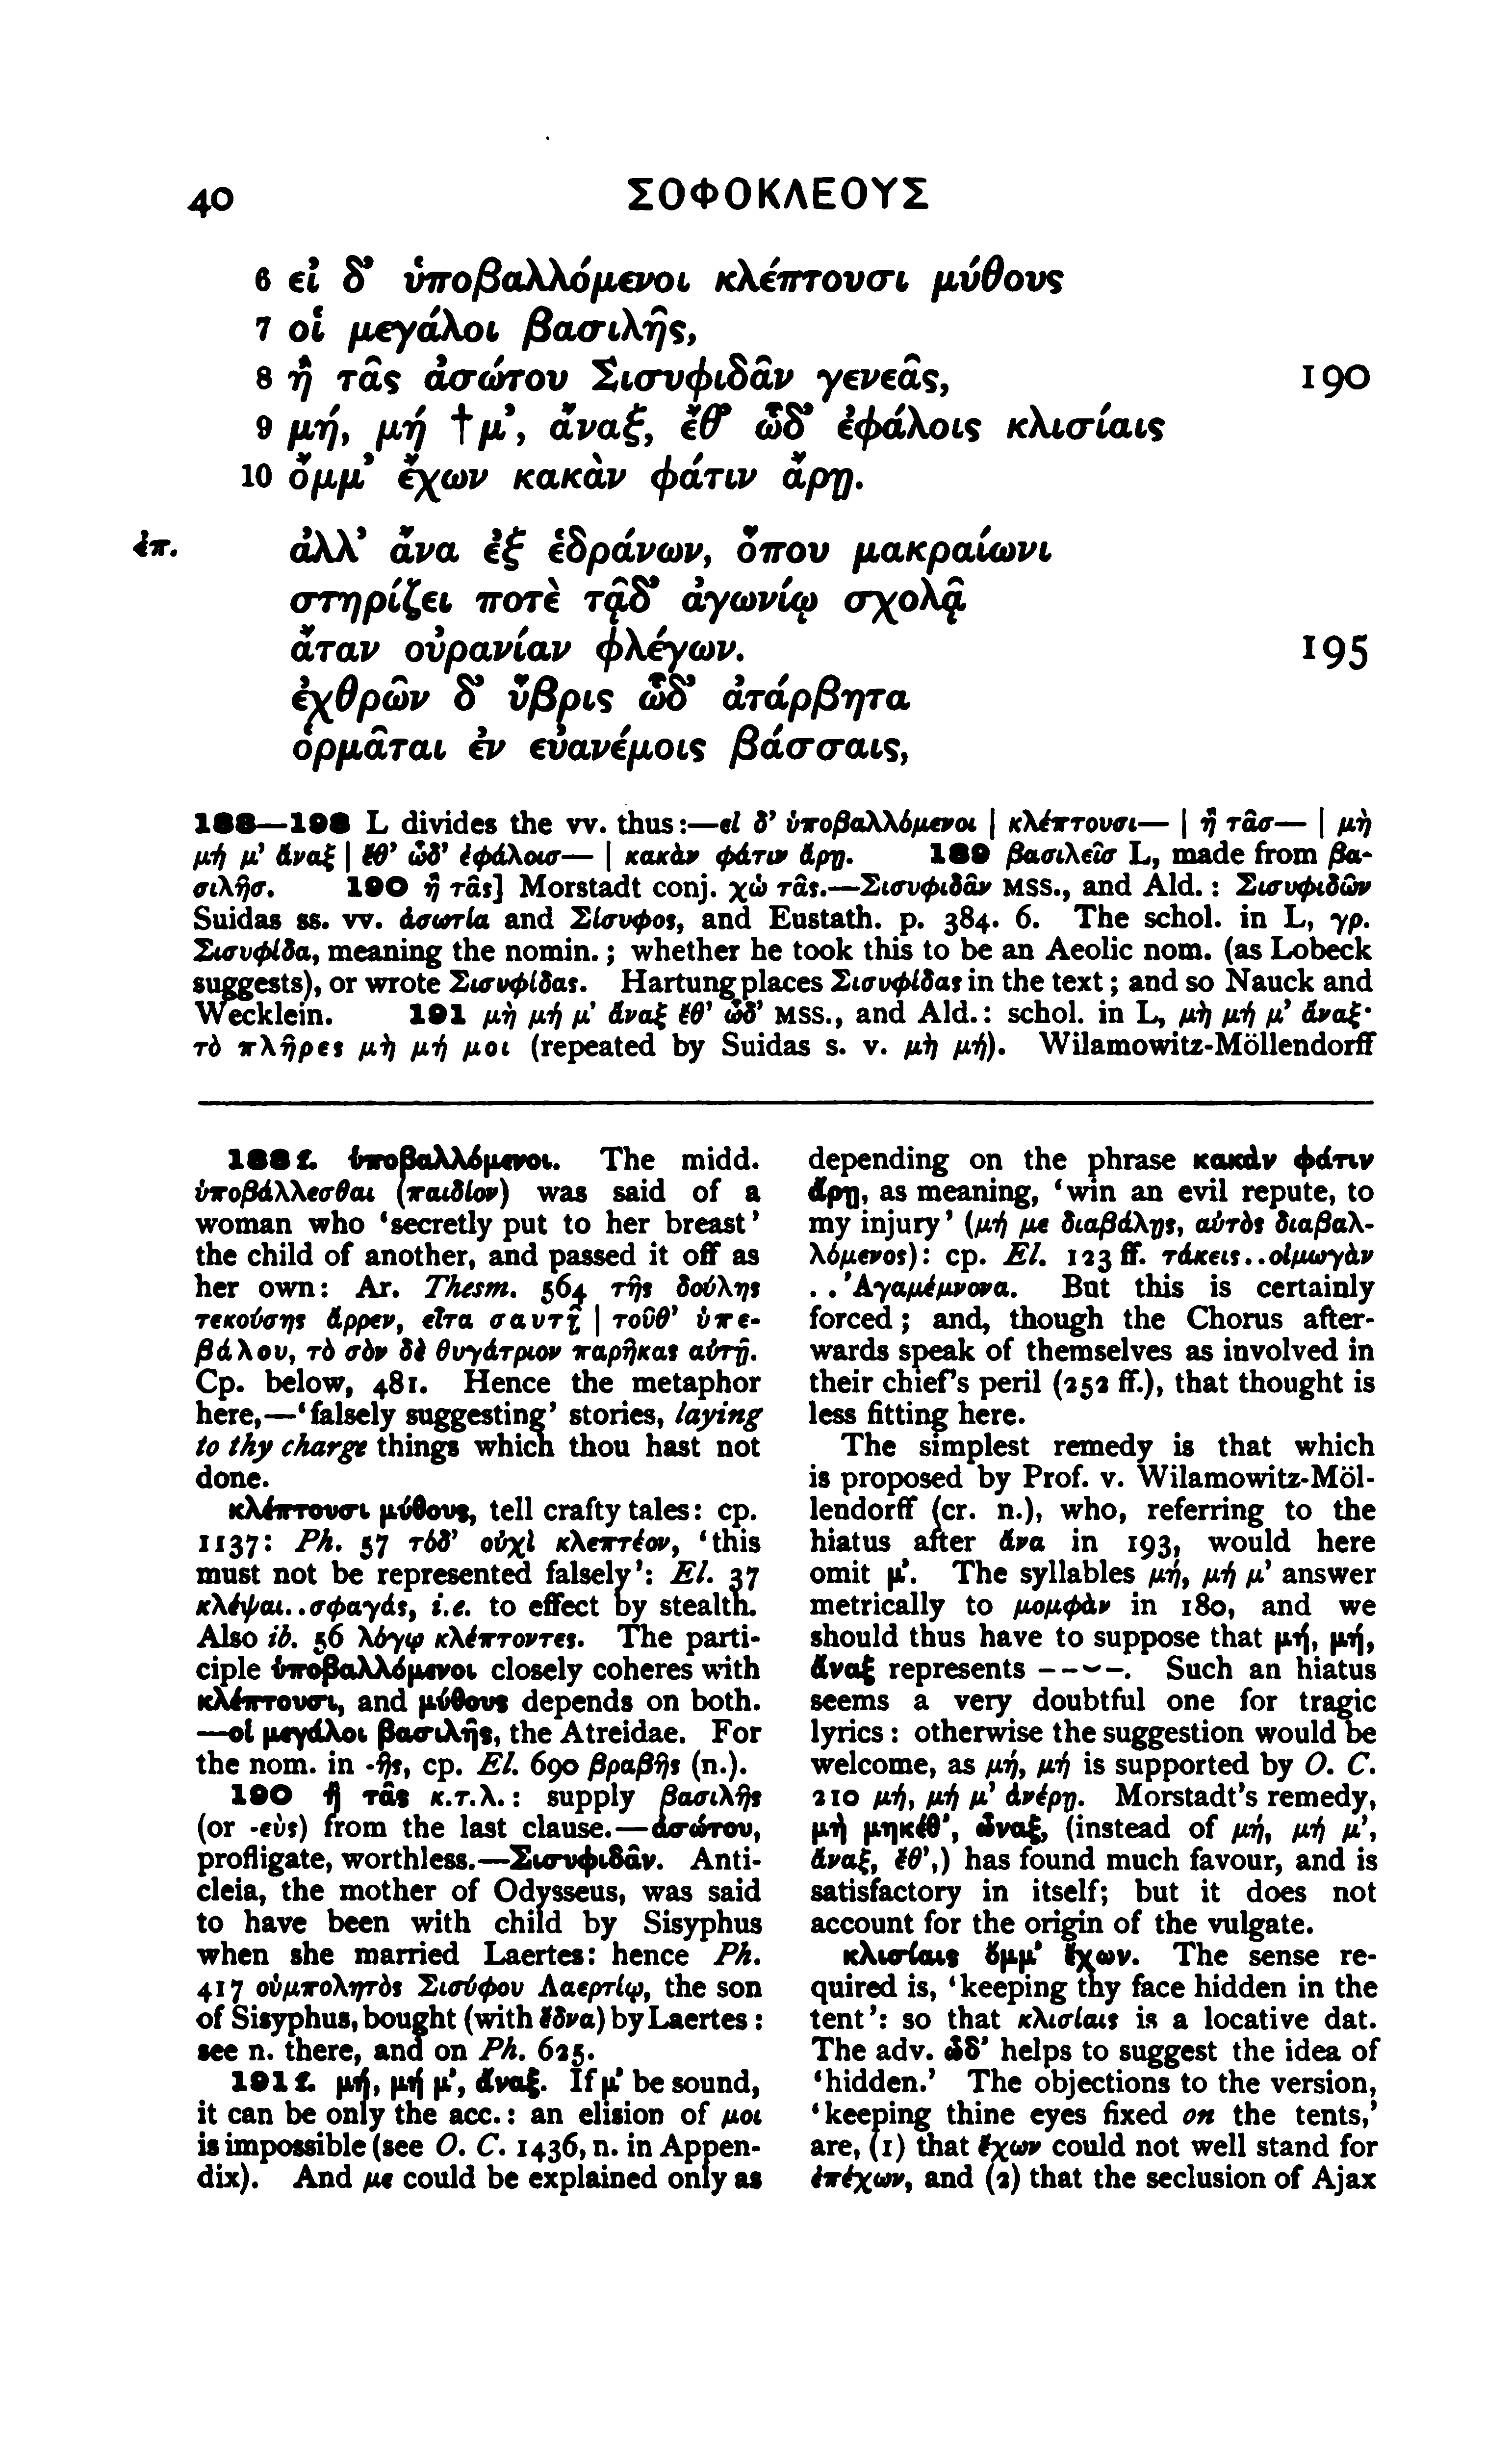 40 ΣΟΦΟΚΛΕΟΥΣ
6 εἰ δ’ ὑποβαλλόμενοι κλέπτουσι μύθους
7 οἱ μεγάλοι βασιλῆς,
8 ἢ τᾶς ἀσώτου Σισυφιδᾶν γενεᾶς, 190
9 μή, μή †μ’, ἄναξ, ἔθ’ ὧδ’ ἐφάλοις κλισίαις
10 ὄμμ’ ἔχων κακὰν φάτιν ἄρῃ.
ἐπ. ἀλλ’ ἄνα ἐξ ἑδράνων, ὅπου μακραίωνι
στηρίζει ποτὲ τᾷδ’ ἀγωνίῳ σχολᾷ
ἄταν οὐρανίαν φλέγων. 195
ἐχθρῶν δ’ ὕβρις ὧδ’ ἀτάρβητα
ὁρμᾶται ἐν εὐανέμοις βάσσαις,
188—198 L divides the vv. thus:—εἰ δ’ ὑποβαλλόμενοι | κλέπτουσι— | ἢ τᾶσ— | μὴ
μή μ’ ἄναξ | ἔθ’ ὧδ’ ἐφάλοισ— | κακὰν φάτιν ἄρῃ. 189 βασιλεῖσ L, made from βα-
σιλῆσ. 190 ἢ τᾶς] Morstadt conj. χὠ τᾶς.—Σισυφιδᾶν MSS., and Ald.: Σισυφιδῶν
Suidas ss. vv. ἀσωτία and Σίσυφος, and Eustath. p. 384. 6. The schol. in L, γρ.
Σισυφίδα, meaning the nomin.; whether he took this to be an Aeolic nom. (as Lobeck
suggests), or wrote Σισυφίδας. Hartung places Σισυφίδας in the text; and so Nauck and
Wecklein. 191 μὴ μή μ’ ἄναξ ἔθ’ ὧδ’ MSS., and Ald.: schol. in L, μὴ μή μ’ ἄναξ·
τὸ πλῆρες μὴ μή μοι (repeated by Suidas s. v. μὴ μή). Wilamowitz-Möllendorff
188 f. ὑποβαλλόμενοι. The midd.
ὑποβάλλεσθαι (παιδίον) was said of a
woman who ‘secretly put to her breast’
the child of another, and passed it off as
her own: Ar. Thesm. 564 τῆς δούλης
τεκούσης ἄρρεν, εἶτα σαυτῇ | τοῦθ’ ὑπε-
βάλου, τὸ σὸν δὲ θυγάτριον παρῆκας αὐτῇ.
Cp. below, 481. Hence the metaphor
here,—‘falsely suggesting’ stories, laying
to thy charge things which thou hast not
done.
κλέπτουσι μύθους, tell crafty tales: cp.
1137: Ph. 57 τόδ’ οὐχὶ κλεπτέον, ‘this
must not be represented falsely’: El. 37
κλέψαι..σφαγάς, i.e. to effect by stealth.
Also ib. 56 λόγῳ κλέπτοντες. The parti-
ciple ὑποβαλλόμενοι closely coheres with
κλέπτουσι, and μύθους depends on both.
—οἱ μεγάλοι βασιλῆς, the Atreidae. For
the nom. in -ῆς, cp. El. 690 βραβῆς (n.).
190 ἢ τᾶς κ.τ.λ.: supply βασιλῆς
(or -εὺς) from the last clause.—ἀσώτου,
profligate, worthless.—Σισυφιδᾶν. Anti-
cleia, the mother of Odysseus, was said
to have been with child by Sisyphus
when she married Laertes: hence Ph.
417 οὑμπολητὸς Σισύφου Λαερτίῳ, the son
of Sisyphus, bought (with ἕδνα) by Laertes:
see n. there, and on Ph. 625.
191 f. μή, μή μ’, ἄναξ. If μ’ be sound,
it can be only the acc.: an elision of μοι
is impossible (see O. C. 1436, n. in Appen-
dix). And με could be explained only as
depending on the phrase κακὰν φάτιν
ἄρῃ, as meaning, ‘win an evil repute, to
my injury’ (μή με διαβάλῃς, αὐτὸς διαβαλ-
λόμενος): cp. El. 123 ff. τάκεις..οἰμωγὰν
..Ἀγαμέμνονα. But this is certainly
forced; and, though the Chorus after-
wards speak of themselves as involved in
their chief’s peril (252 ff.), that thought is
less fitting here.
The simplest remedy is that which
is proposed by Prof. v. Wilamowitz-Möl-
lendorff (cr. n.), who, referring to the
hiatus after ἄνα in 193, would here
omit μ’. The syllables μή, μή μ’ answer
metrically to μομφὰν in 180, and we
should thus have to suppose that μή, μή,
ἄναξ represents – – ⏑ –. Such an hiatus
seems a very doubtful one for tragic
lyrics: otherwise the suggestion would be
welcome, as μή, μή is supported by O. C.
210 μή, μή μ’ ἀνέρῃ. Morstadt’s remedy,
μὴ μηκέθ’, ὦναξ, (instead of μή, μή μ’,
ἄναξ, ἔθ’,) has found much favour, and is
satisfactory in itself; but it does not
account for the origin of the vulgate.
κλισίαις ὄμμ’ ἔχων. The sense re-
quired is, ‘keeping thy face hidden in the
tent’: so that κλισίαις is a locative dat.
The adv. ὧδ’ helps to suggest the idea of
‘hidden.’ The objections to the version,
‘keeping thine eyes fixed on the tents,’
are, (1) that ἔχων could not well stand for
ἐπέχων, and (2) that the seclusion of Ajax